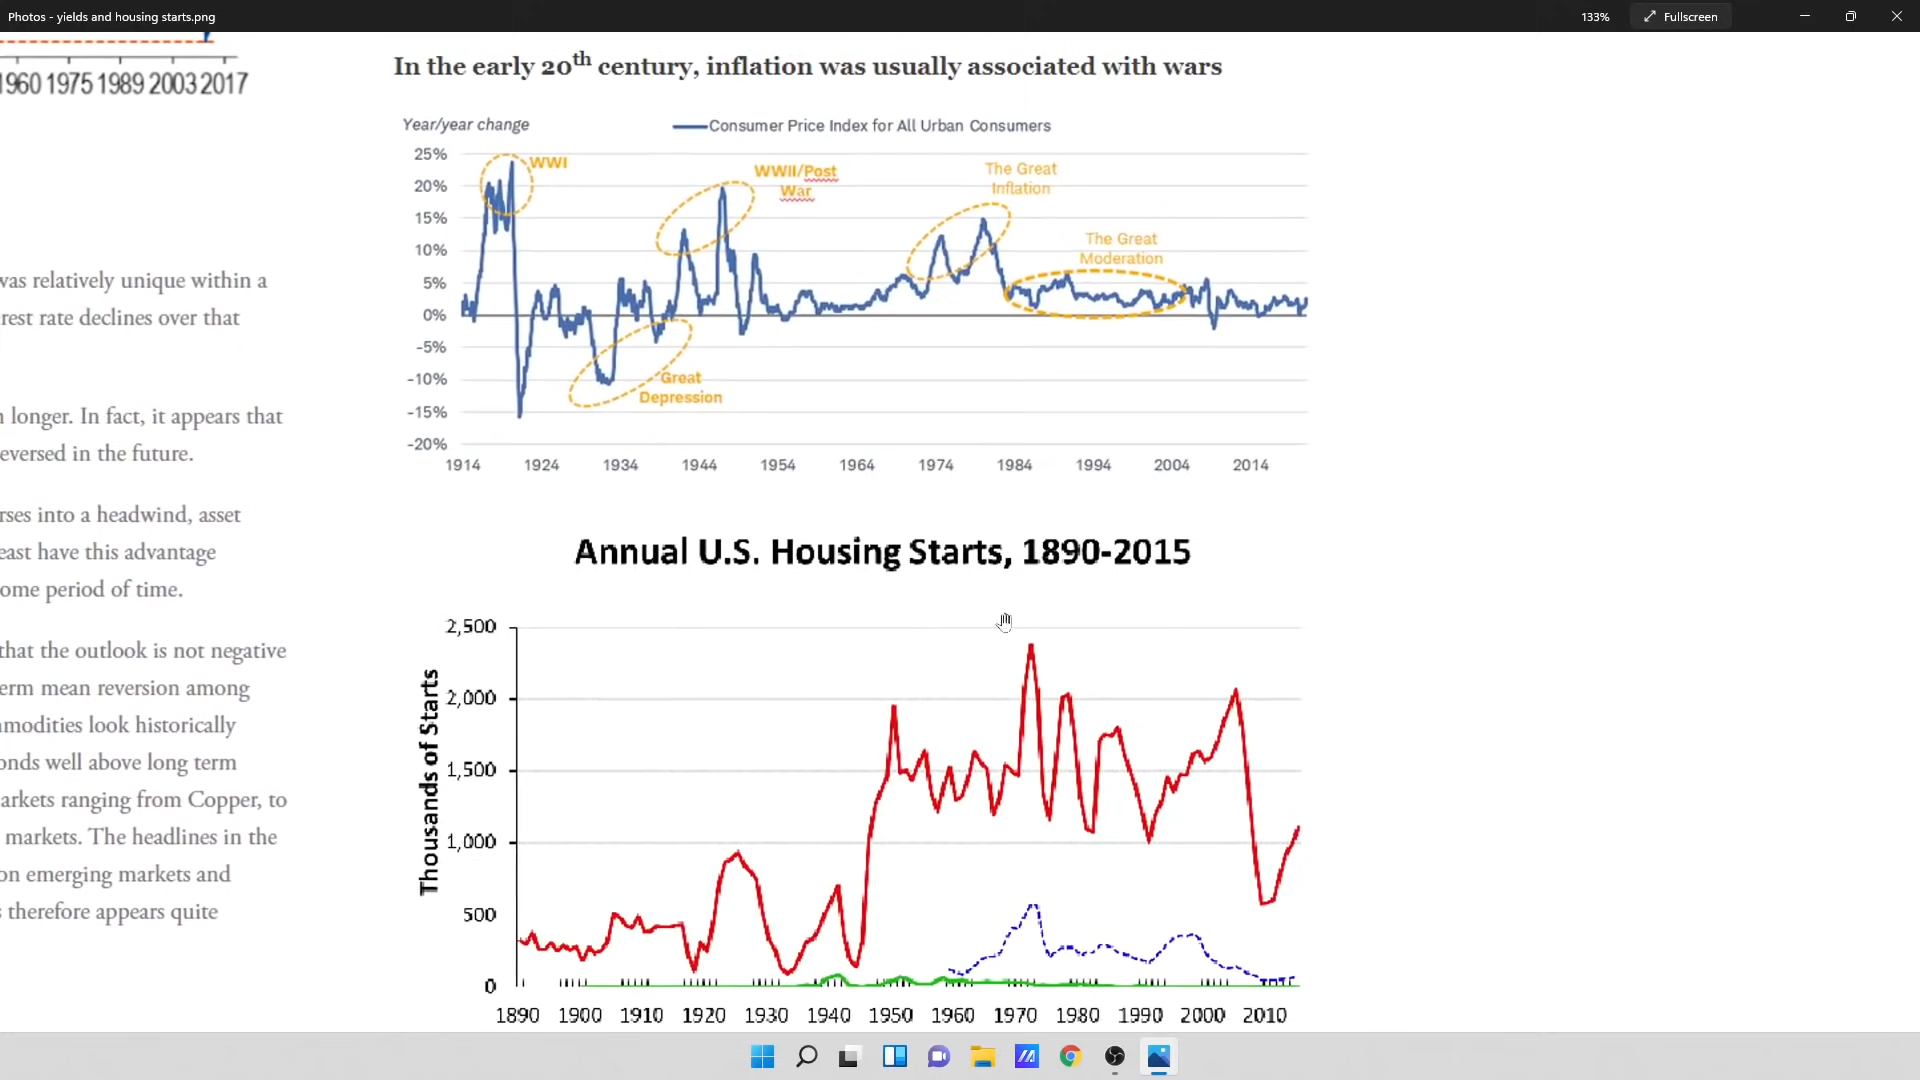 Photos - yields and housing starts.png
133%
Fullscreen
1960 1975 1989 2003 2017
was relatively unique within a
rest rate declines over that
longer. In fact, it appears that
eversed in the future.
rses into a headwind, asset
east have this advantage
ome period of time.
that the outlook is not negative
erm mean reversion among
modities look historically
onds well above long term
arkets ranging from Copper, to
markets. The headlines in the
on emerging markets and
therefore appears quite
In the early 20th century, inflation was usually associated with wars
Year/year change
Consumer Price Index for All Urban Consumers
25%
20%
15%
10%
5%
0%
-5%
-10%
-15%
-20%
WWI
WWII/Post
War
The Great
Inflation
The Great
Moderation
Great
Depression
1914 1924 1934 1944 1954 1964 1974 1984 1994 2004 2014
Annual U.S. Housing Starts, 1890-2015
Thousands of Starts
2,500
2,000
1,500
1,000
500
0
1890 1900 1910 1920 1930 1940 1950 1960 1970 1980 1990 2000 2010